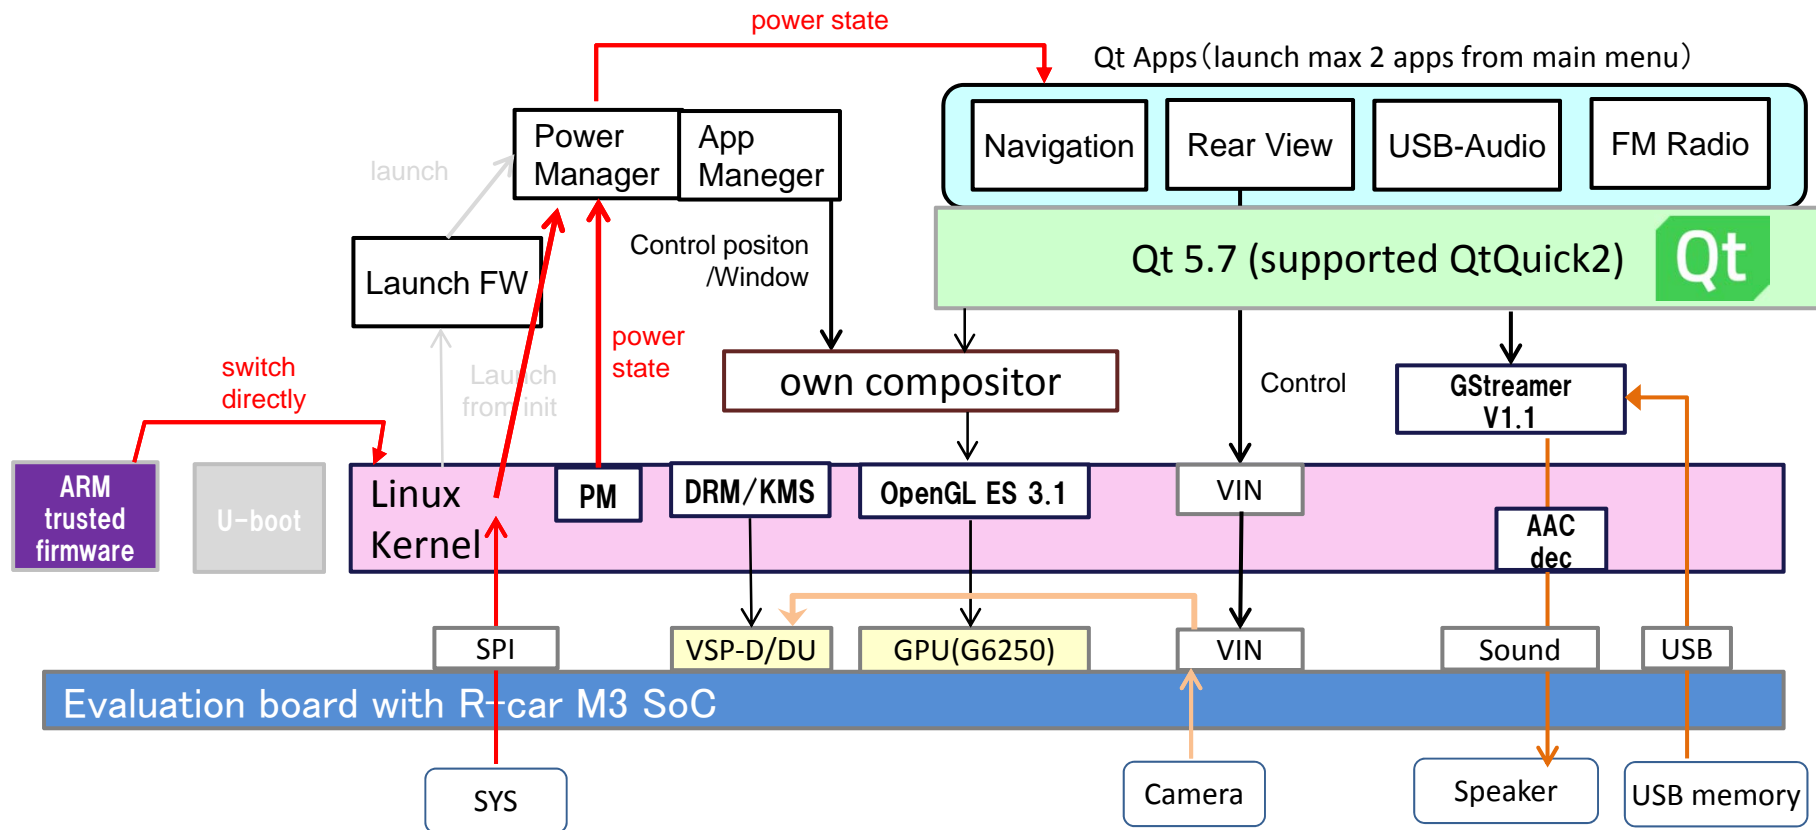 power state
Qt Apps（launch max 2 apps from main menu）
Power
Manager
App
Maneger
Navigation
Rear View
USB-Audio
FM Radio
launch
Control positon
/Window
Qt 5.7 (supported QtQuick2)
Qt
Launch FW
power
state
switch
directly
Launch
from init
own compositor
Control
GStreamer
V1.1
ARM
trusted
firmware
U-boot
Linux
Kernel
PM
DRM/KMS
OpenGL ES 3.1
VIN
AAC
dec
SPI
VSP-D/DU
GPU(G6250)
VIN
Sound
USB
Evaluation board with R-car M3 SoC
SYS
Camera
Speaker
USB memory